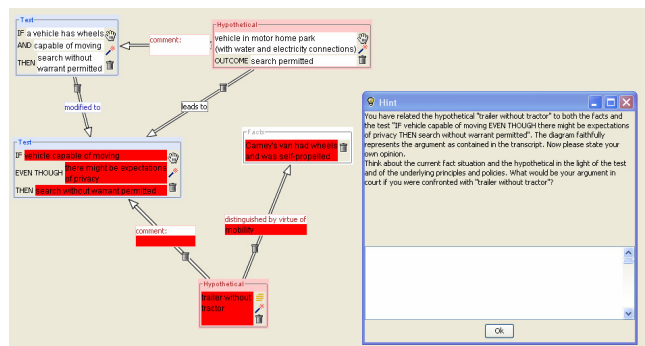 Test
IF a vehicle has wheels
AND capable of moving
THEN search without
warrant permitted
comment:
Hypothetical
vehicle in motor home park
(with water and electricity connections)
OUTCOME search permitted
modified to
leads to
Test
IF vehicle capable of moving
EVEN THOUGH there might be expectations
of privacy
THEN search without warrant permitted
Facts
Carney's van had wheels
and was self-propelled
comment:
distinguished by virtue of
mobility
Hypothetical
trailer without
tractor
Hint
You have related the hypothetical "trailer without tractor" to both the facts and
the test "IF vehicle capable of moving EVEN THOUGH there might be expectations
of privacy THEN search without warrant permitted". The diagram faithfully
represents the argument as contained in the transcript. Now please state your
own opinion.
Think about the current fact situation and the hypothetical in the light of the test
and of the underlying principles and policies. What would be your argument in
court if you were confronted with "trailer without tractor"?
Ok